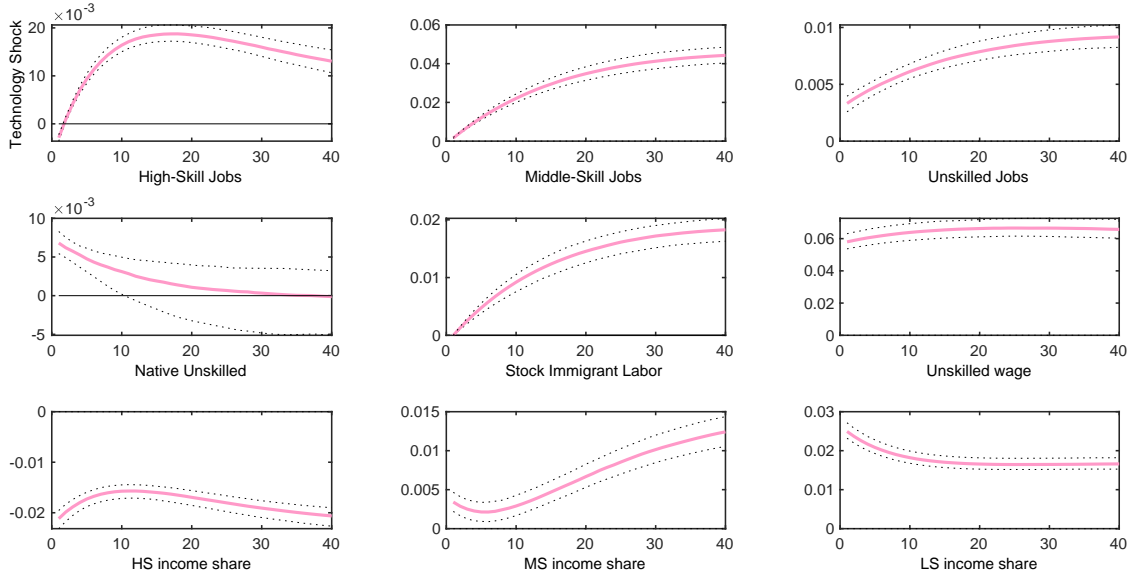 ×10⁻³
20
10
0
Technology Shock
0 10 20 30 40
High-Skill Jobs
0.06
0.04
0.02
0
0 10 20 30 40
Middle-Skill Jobs
0.01
0.005
0
0 10 20 30 40
Unskilled Jobs
×10⁻³
10
5
0
-5
0 10 20 30 40
Native Unskilled
0.02
0.01
0
0 10 20 30 40
Stock Immigrant Labor
0.06
0.04
0.02
0
0 10 20 30 40
Unskilled wage
0
-0.01
-0.02
0 10 20 30 40
HS income share
0.015
0.01
0.005
0
0 10 20 30 40
MS income share
0.03
0.02
0.01
0
0 10 20 30 40
LS income share